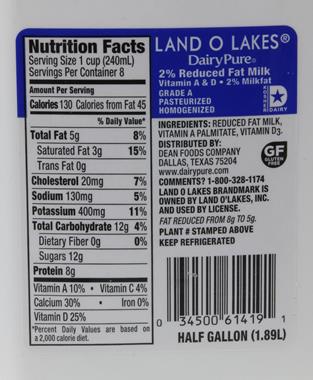 Nutrition Facts
Serving Size 1 cup (240mL)
Servings Per Container 8
Amount Per Serving
Calories 130 Calories from Fat 45
% Daily Value*
Total Fat 5g 8%
Saturated Fat 3g 15%
Trans Fat 0g
Cholesterol 20mg 7%
Sodium 130mg 5%
Potassium 400mg 11%
Total Carbohydrate 12g 4%
Dietary Fiber 0g 0%
Sugars 12g
Protein 8g
Vitamin A 10% • Vitamin C 4%
Calcium 30% • Iron 0%
Vitamin D 25%
*Percent Daily Values are based on
a 2,000 calorie diet.
LAND O LAKES®
DairyPure®
2% Reduced Fat Milk
Vitamin A & D • 2% Milkfat
GRADE A
PASTEURIZED
HOMOGENIZED
KOSHER
DAIRY
INGREDIENTS: REDUCED FAT MILK,
VITAMIN A PALMITATE, VITAMIN D3.
DISTRIBUTED BY:
DEAN FOODS COMPANY
DALLAS, TEXAS 75204
www.dairypure.com
COMMENTS? 1-800-328-1174
GF
GLUTEN
FREE
LAND O LAKES BRANDMARK IS
OWNED BY LAND O'LAKES, INC.
AND USED BY LICENSE.
FAT REDUCED FROM 8g TO 5g.
PLANT # STAMPED ABOVE
KEEP REFRIGERATED
0 34500 61419 1
HALF GALLON (1.89L)